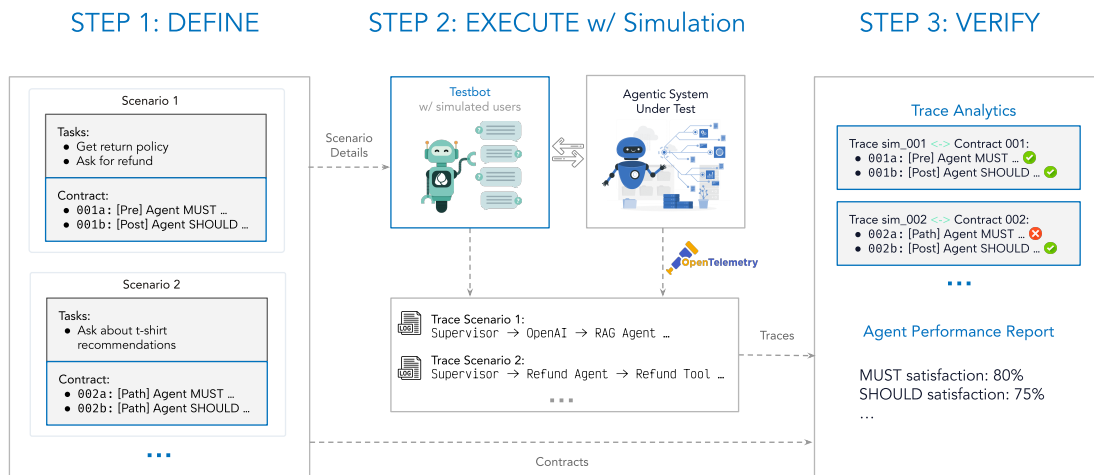 STEP 1: DEFINE
STEP 2: EXECUTE w/ Simulation
STEP 3: VERIFY
Scenario 1
Tasks:
• Get return policy
• Ask for refund
Contract:
• 001a: [Pre] Agent MUST …
• 001b: [Post] Agent SHOULD …
Scenario 2
Tasks:
• Ask about t-shirt
recommendations
Contract:
• 002a: [Path] Agent MUST …
• 002b: [Path] Agent SHOULD …
...
Scenario
Details
Testbot
w/ simulated users
Agentic System
Under Test
OpenTelemetry
LOG
Trace Scenario 1:
Supervisor → OpenAI → RAG Agent …
LOG
Trace Scenario 2:
Supervisor → Refund Agent → Refund Tool …
...
Traces
Contracts
Trace Analytics
Trace sim_001 <-> Contract 001:
• 001a: [Pre] Agent MUST …
• 001b: [Post] Agent SHOULD …
Trace sim_002 <-> Contract 002:
• 002a: [Path] Agent MUST …
• 002b: [Post] Agent SHOULD …
...
Agent Performance Report
MUST satisfaction: 80%
SHOULD satisfaction: 75%
…